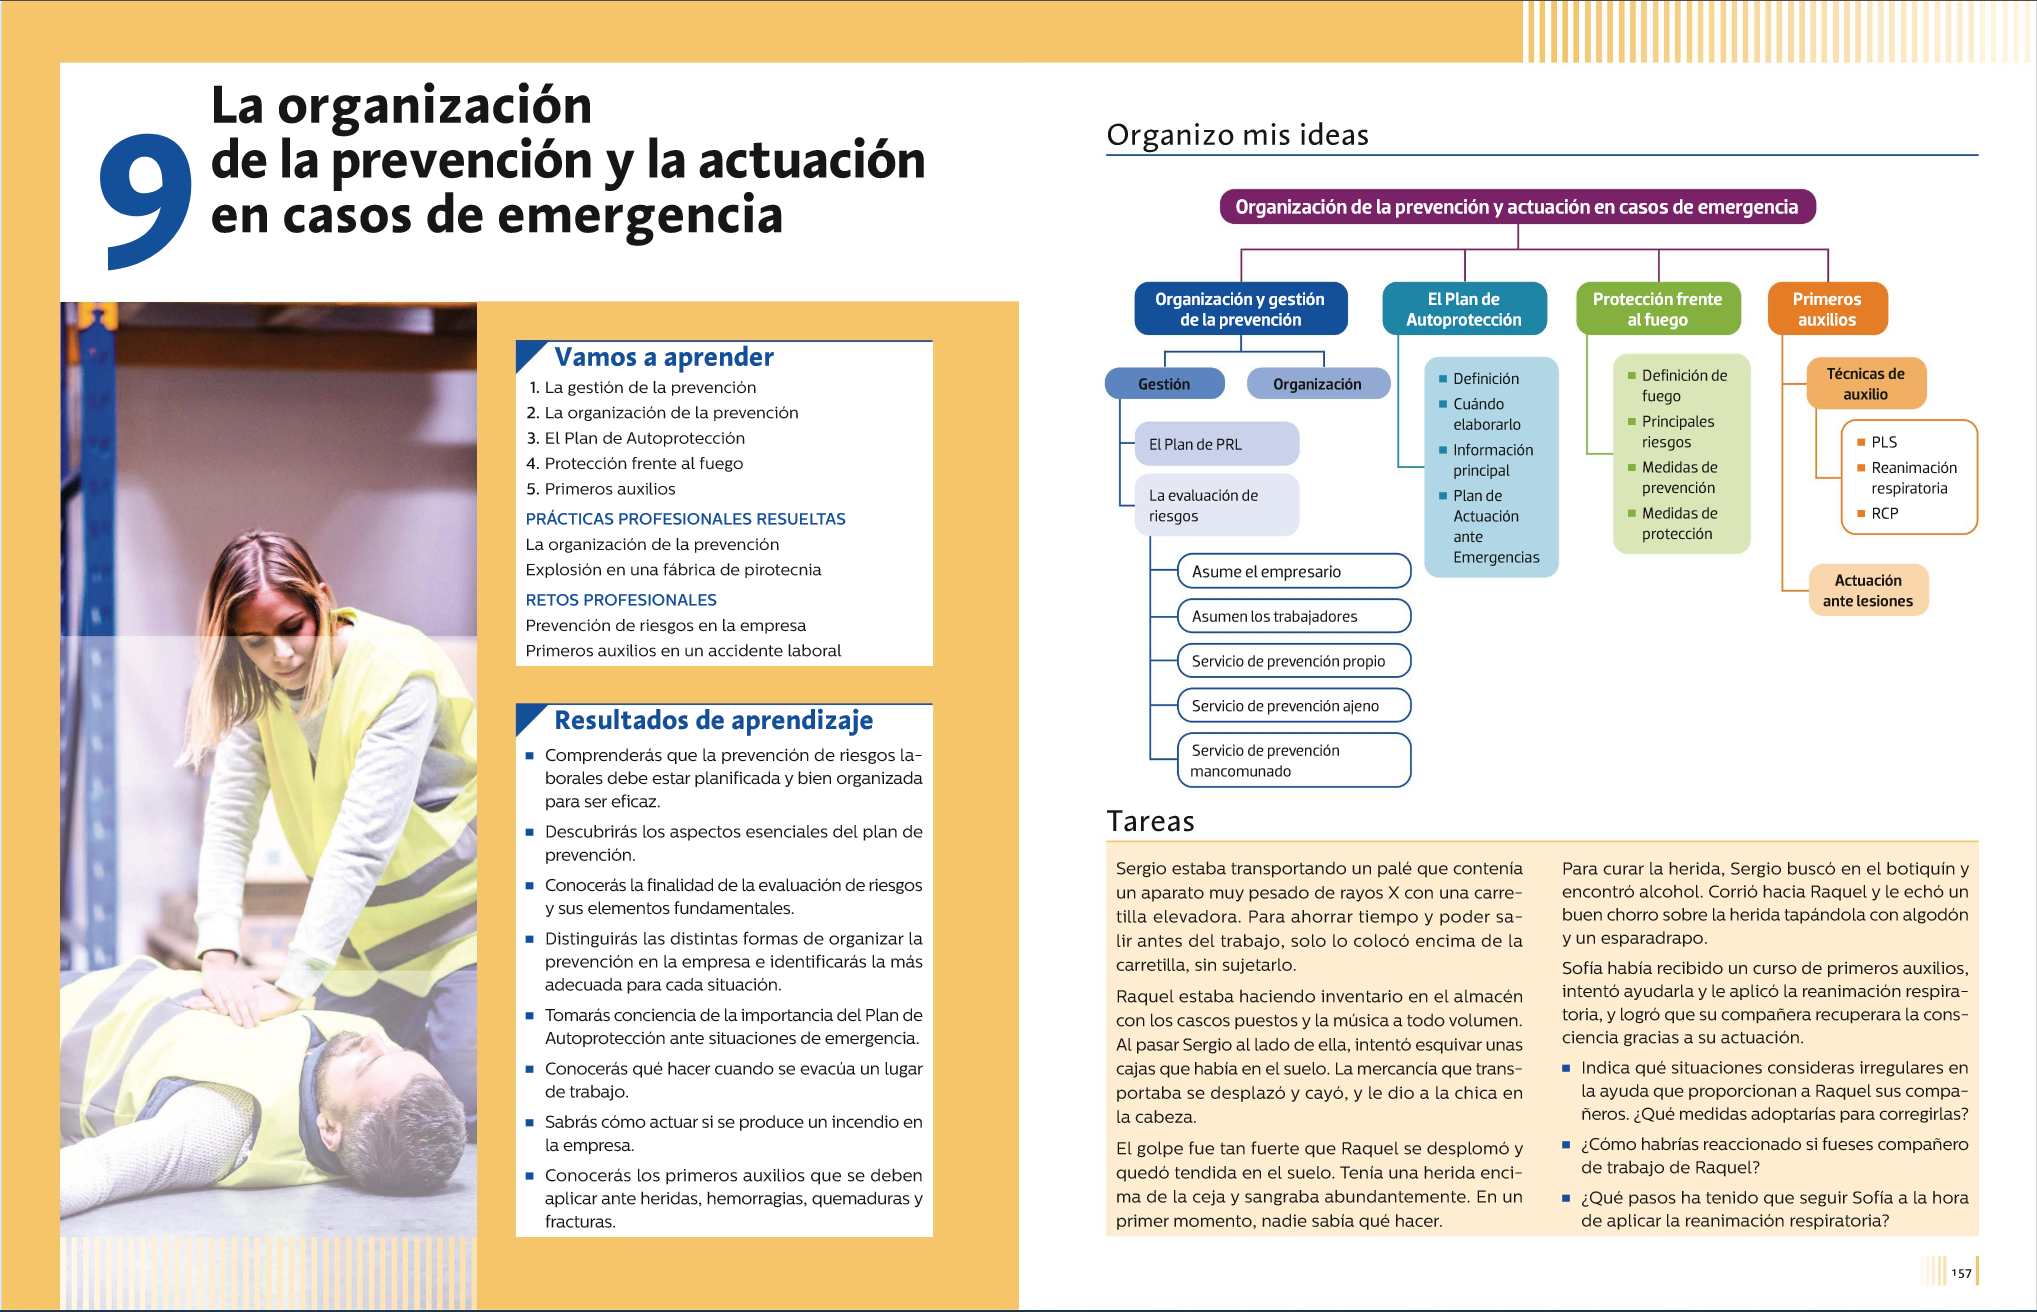 9
La organización
de la prevención y la actuación
en casos de emergencia
Vamos a aprender
1. La gestión de la prevención
2. La organización de la prevención
3. El Plan de Autoprotección
4. Protección frente al fuego
5. Primeros auxilios
PRÁCTICAS PROFESIONALES RESUELTAS
La organización de la prevención
Explosión en una fábrica de pirotecnia
RETOS PROFESIONALES
Prevención de riesgos en la empresa
Primeros auxilios en un accidente laboral
Resultados de aprendizaje
■ Comprenderás que la prevención de riesgos la-
borales debe estar planificada y bien organizada
para ser eficaz.
■ Descubrirás los aspectos esenciales del plan de
prevención.
■ Conocerás la finalidad de la evaluación de riesgos
y sus elementos fundamentales.
■ Distinguirás las distintas formas de organizar la
prevención en la empresa e identificarás la más
adecuada para cada situación.
■ Tomarás conciencia de la importancia del Plan de
Autoprotección ante situaciones de emergencia.
■ Conocerás qué hacer cuando se evacúa un lugar
de trabajo.
■ Sabrás cómo actuar si se produce un incendio en
la empresa.
■ Conocerás los primeros auxilios que se deben
aplicar ante heridas, hemorragias, quemaduras y
fracturas.
Organizo mis ideas
Organización de la prevención y actuación en casos de emergencia
Organización y gestión
de la prevención
Gestión
Organización
El Plan de PRL
La evaluación de
riesgos
Asume el empresario
Asumen los trabajadores
Servicio de prevención propio
Servicio de prevención ajeno
Servicio de prevención
mancomunado
El Plan de
Autoprotección
■ Definición
■ Cuándo
elaborarlo
■ Información
principal
■ Plan de
Actuación
ante
Emergencias
Protección frente
al fuego
■ Definición de
fuego
■ Principales
riesgos
■ Medidas de
prevención
■ Medidas de
protección
Primeros
auxilios
Técnicas de
auxilio
■ PLS
■ Reanimación
respiratoria
■ RCP
Actuación
ante lesiones
Tareas
Sergio estaba transportando un palé que contenía
un aparato muy pesado de rayos X con una carre-
tilla elevadora. Para ahorrar tiempo y poder sa-
lir antes del trabajo, solo lo colocó encima de la
carretilla, sin sujetarlo.
Raquel estaba haciendo inventario en el almacén
con los cascos puestos y la música a todo volumen.
Al pasar Sergio al lado de ella, intentó esquivar unas
cajas que había en el suelo. La mercancía que trans-
portaba se desplazó y cayó, y le dio a la chica en
la cabeza.
El golpe fue tan fuerte que Raquel se desplomó y
quedó tendida en el suelo. Tenía una herida enci-
ma de la ceja y sangraba abundantemente. En un
primer momento, nadie sabía qué hacer.
Para curar la herida, Sergio buscó en el botiquín y
encontró alcohol. Corrió hacia Raquel y le echó un
buen chorro sobre la herida tapándola con algodón
y un esparadrapo.
Sofía había recibido un curso de primeros auxilios,
intentó ayudarla y le aplicó la reanimación respira-
toria, y logró que su compañera recuperara la cons-
ciencia gracias a su actuación.
■ Indica qué situaciones consideras irregulares en
la ayuda que proporcionan a Raquel sus compa-
ñeros. ¿Qué medidas adoptarías para corregirlas?
■ ¿Cómo habrías reaccionado si fueses compañero
de trabajo de Raquel?
■ ¿Qué pasos ha tenido que seguir Sofía a la hora
de aplicar la reanimación respiratoria?
157